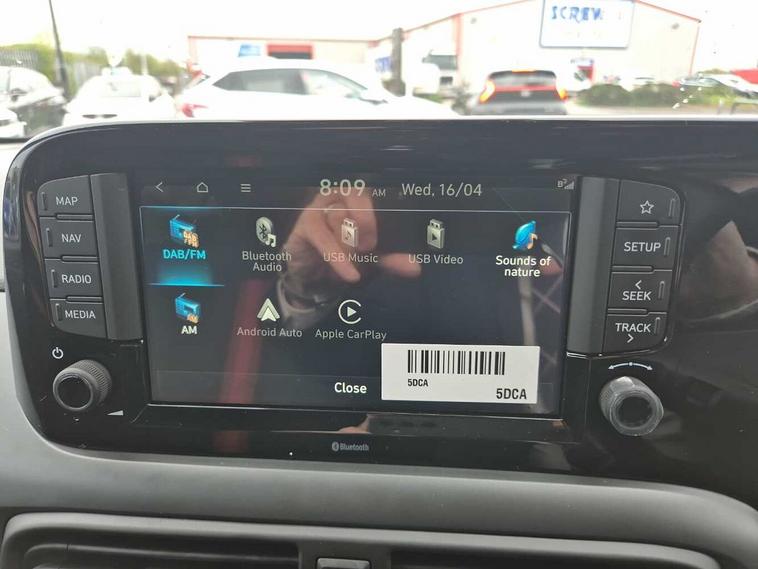 SCREW
8:09 AM Wed, 16/04
MAP
NAV
RADIO
MEDIA
DAB/FM
Bluetooth
Audio
USB Music
USB Video
Sounds of
nature
AM
Android Auto
Apple CarPlay
Close
5DCA
5DCA
SETUP
SEEK
TRACK
Bluetooth